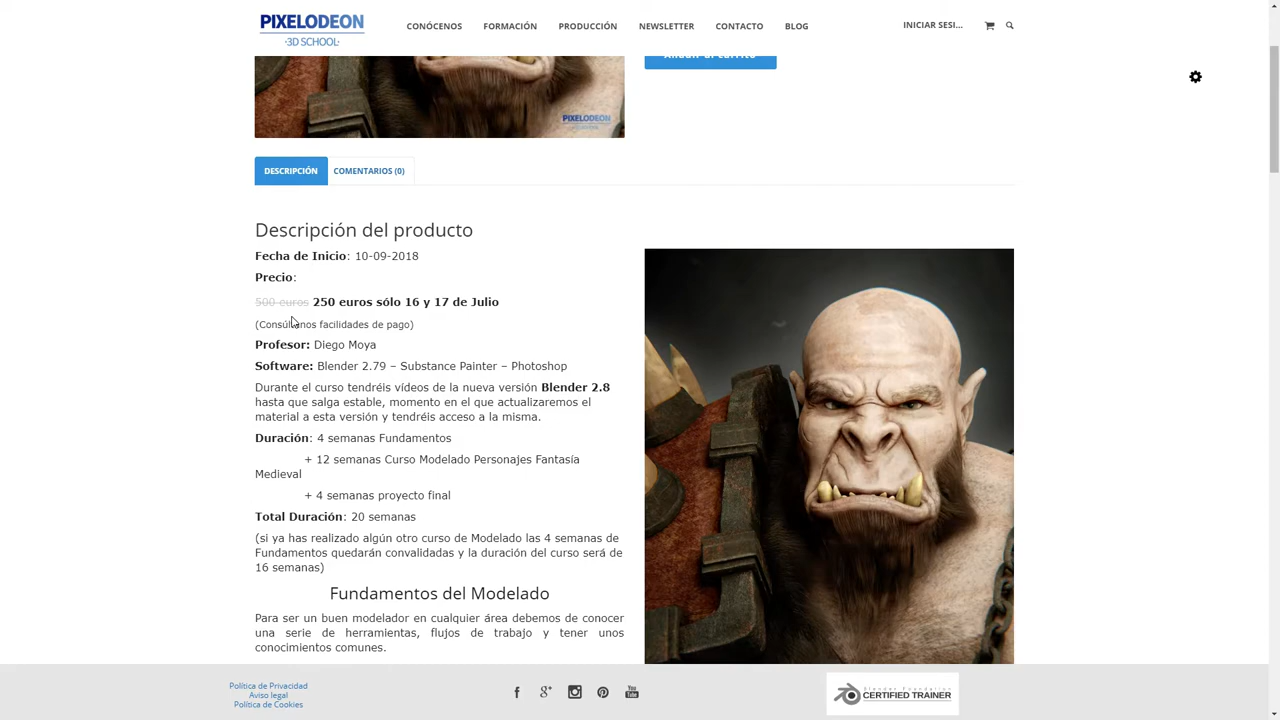 PIXELODEON
·3D SCHOOL·
CONÓCENOS
FORMACIÓN
PRODUCCIÓN
NEWSLETTER
CONTACTO
BLOG
INICIAR SESI...
PIXELODEON
DESCRIPCIÓN
COMENTARIOS (0)
Descripción del producto
Fecha de Inicio: 10-09-2018
Precio:
500 euros 250 euros sólo 16 y 17 de Julio
(Consúltanos facilidades de pago)
Profesor: Diego Moya
Software: Blender 2.79 – Substance Painter – Photoshop
Durante el curso tendréis vídeos de la nueva versión Blender 2.8
hasta que salga estable, momento en el que actualizaremos el
material a esta versión y tendréis acceso a la misma.
Duración: 4 semanas Fundamentos
+ 12 semanas Curso Modelado Personajes Fantasía
Medieval
+ 4 semanas proyecto final
Total Duración: 20 semanas
(si ya has realizado algún otro curso de Modelado las 4 semanas de
Fundamentos quedarán convalidadas y la duración del curso será de
16 semanas)
Fundamentos del Modelado
Para ser un buen modelador en cualquier área debemos de conocer
una serie de herramientas, flujos de trabajo y tener unos
conocimientos comunes.
Política de Privacidad
Aviso legal
Política de Cookies
Blender Foundation
CERTIFIED TRAINER